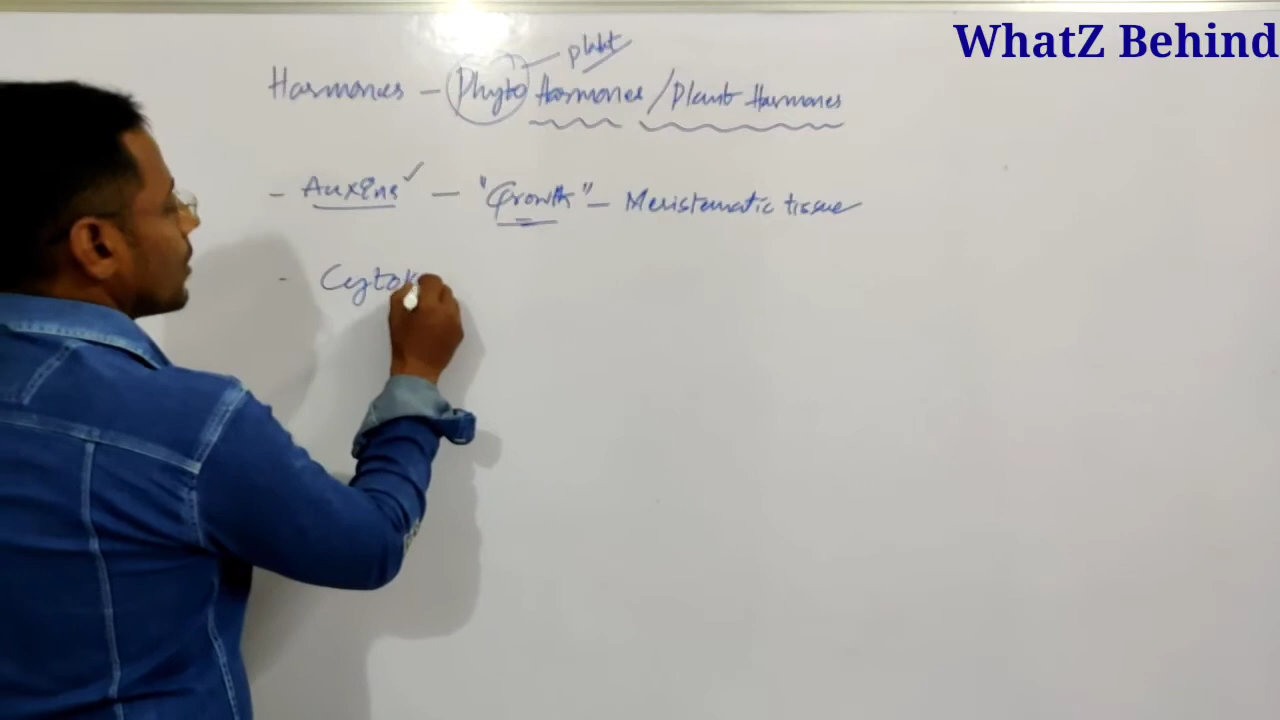 WhatZ Behind
plant
Harmones - Phyto Harmones / Plant Harmones
- Auxins ✓ - "Growth" - Meristematic tissue
- Cytok